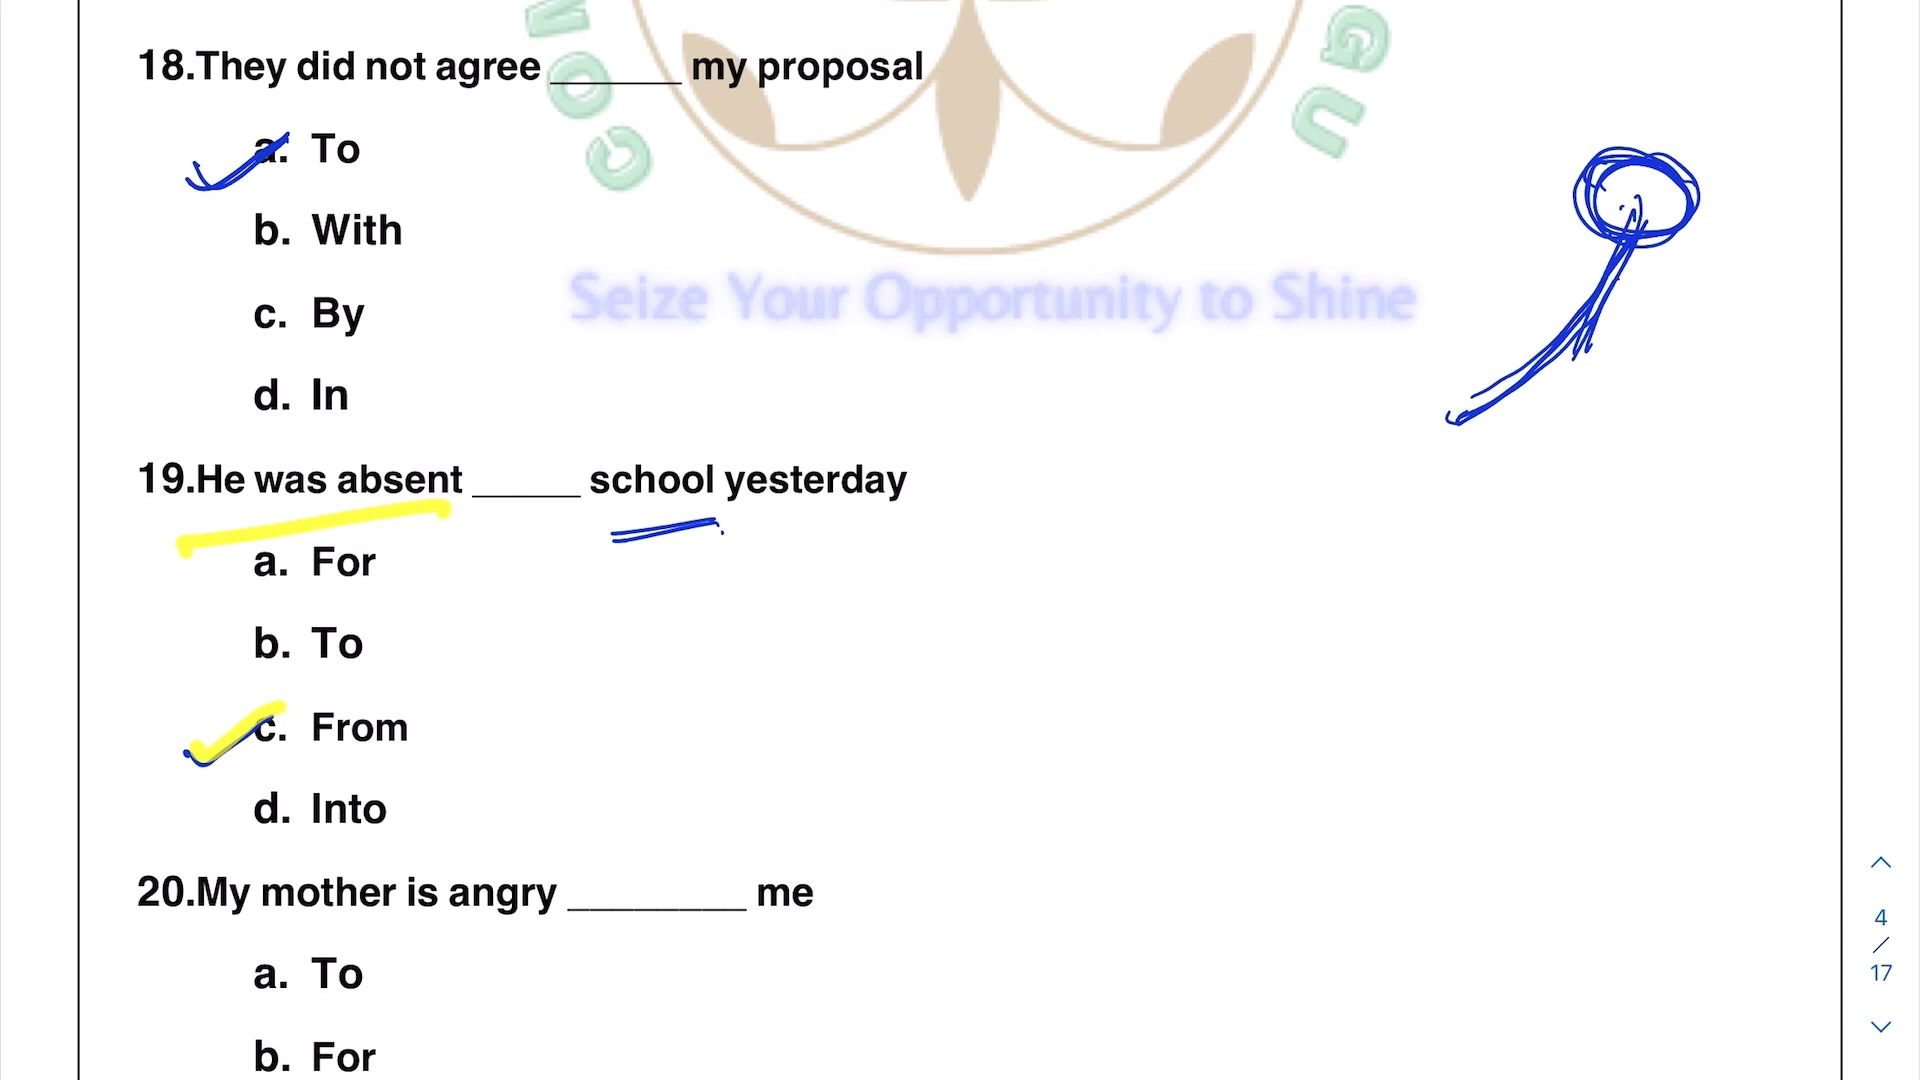 COM
GU
18.They did not agree ______ my proposal
a. To
b. With
Seize Your Opportunity to Shine
c. By
d. In
19.He was absent _____ school yesterday
a. For
b. To
c. From
d. Into
20.My mother is angry ________ me
a. To
b. For
4
/
17